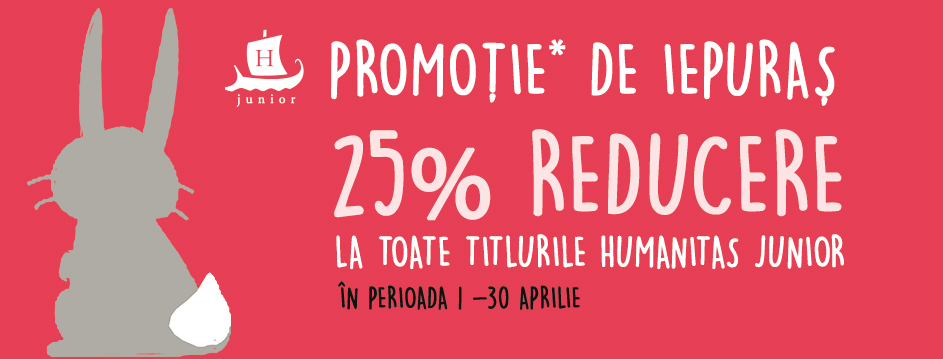 H
junior
PROMOȚIE* DE IEPURAȘ
25% REDUCERE
LA TOATE TITLURILE HUMANITAS JUNIOR
ÎN PERIOADA 1 –30 APRILIE